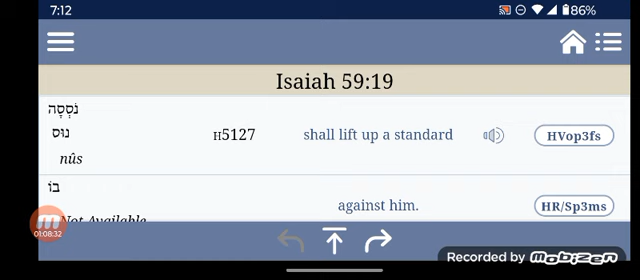 7:12
86%
Isaiah 59:19
נֹסְסָה
נוּס
nûs
H5127
shall lift up a standard
HVop3fs
בוֹ
Not Available
against him.
HR/Sp3ms
01:08:32
Recorded by Mobizen